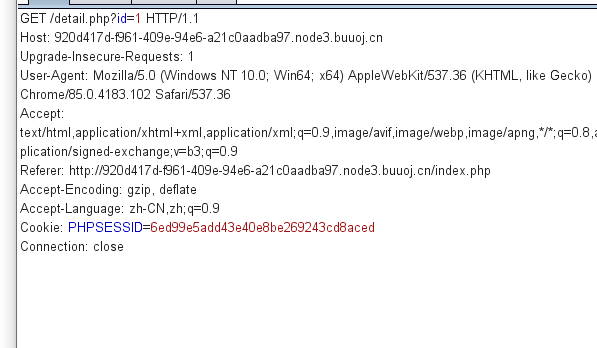 GET /detail.php?id=1 HTTP/1.1
Host: 920d417d-f961-409e-94e6-a21c0aadba97.node3.buuoj.cn
Upgrade-Insecure-Requests: 1
User-Agent: Mozilla/5.0 (Windows NT 10.0; Win64; x64) AppleWebKit/537.36 (KHTML, like Gecko)
Chrome/85.0.4183.102 Safari/537.36
Accept:
text/html,application/xhtml+xml,application/xml;q=0.9,image/avif,image/webp,image/apng,*/*;q=0.8,a
plication/signed-exchange;v=b3;q=0.9
Referer: http://920d417d-f961-409e-94e6-a21c0aadba97.node3.buuoj.cn/index.php
Accept-Encoding: gzip, deflate
Accept-Language: zh-CN,zh;q=0.9
Cookie: PHPSESSID=6ed99e5add43e40e8be269243cd8aced
Connection: close